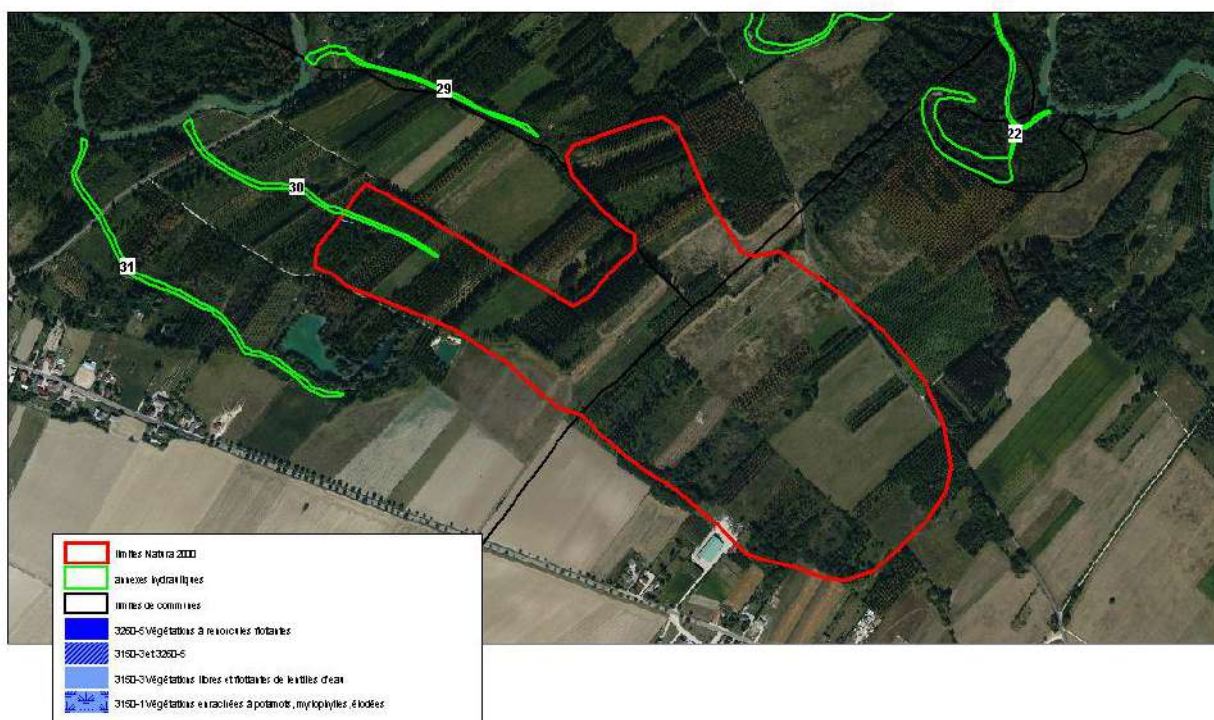 29
22
30
31
limites Natura 2000
annexes hydrauliques
limites de communes
3260-5 Végétations à renoncules flottantes
3150-3 et 3260-5
3150-3 Végétations libres et flottantes de lentilles d'eau
3150-1 Végétations enracinées à potamots, myriophylles, élodées